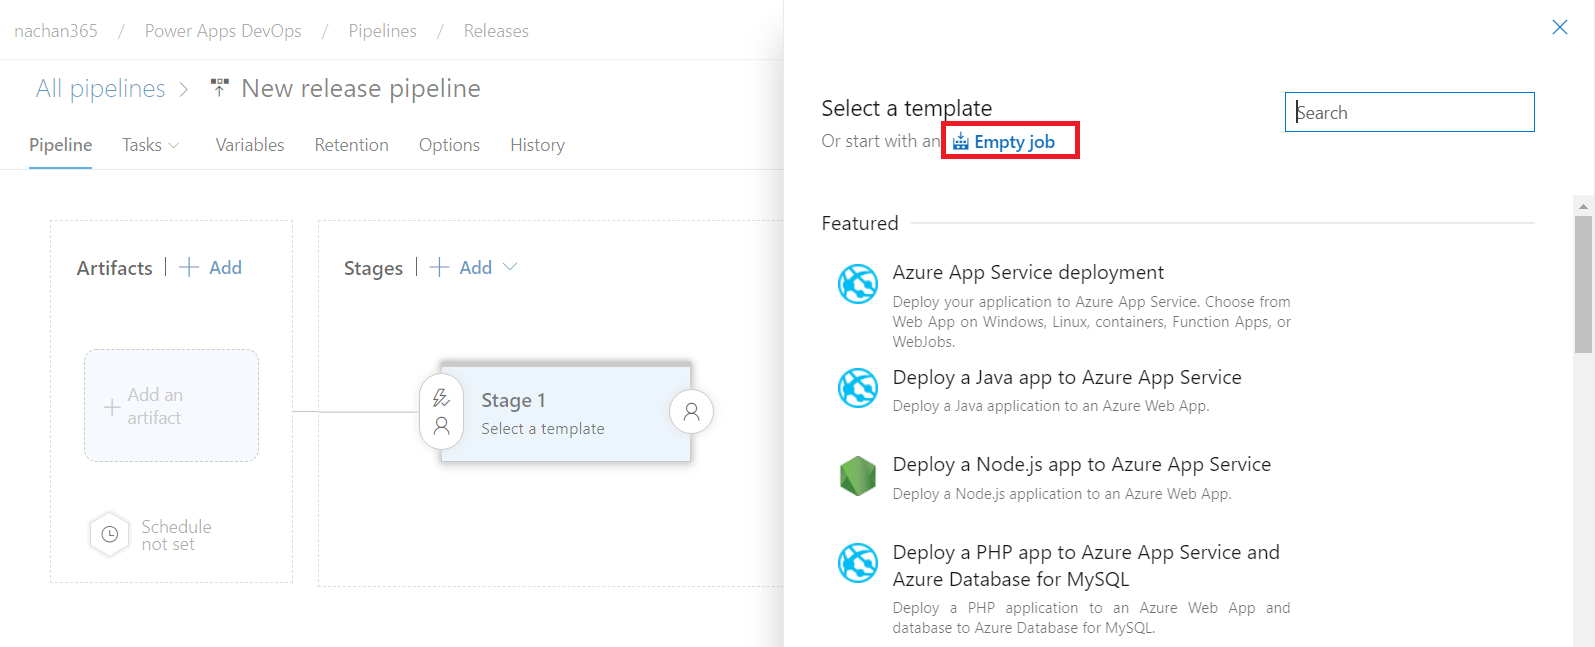 nachan365 / Power Apps DevOps / Pipelines / Releases
All pipelines > New release pipeline
Pipeline Tasks Variables Retention Options History
Artifacts | + Add
Stages | + Add
+ Add an
artifact
Stage 1
Select a template
Schedule
not set
Select a template
Or start with an Empty job
Search
Featured
Azure App Service deployment
Deploy your application to Azure App Service. Choose from
Web App on Windows, Linux, containers, Function Apps, or
WebJobs.
Deploy a Java app to Azure App Service
Deploy a Java application to an Azure Web App.
Deploy a Node.js app to Azure App Service
Deploy a Node.js application to an Azure Web App.
Deploy a PHP app to Azure App Service and
Azure Database for MySQL
Deploy a PHP application to an Azure Web App and
database to Azure Database for MySQL.